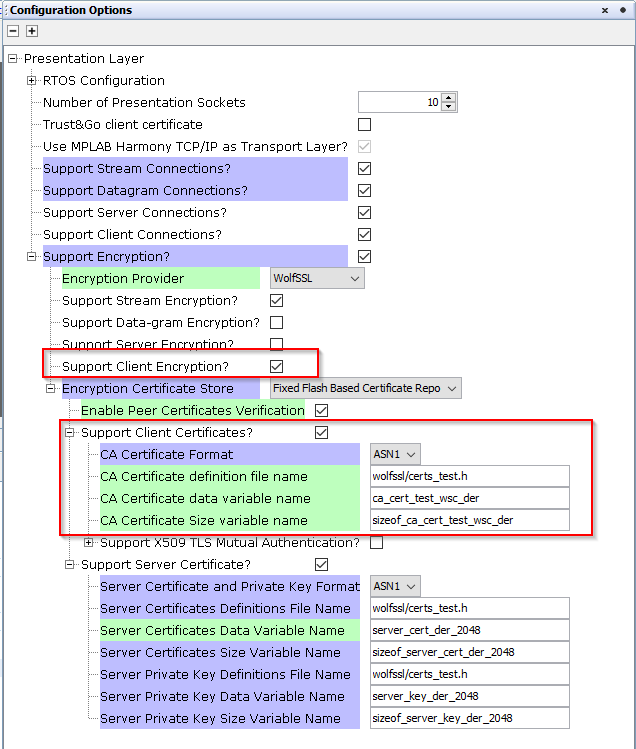 Configuration Options
Presentation Layer
RTOS Configuration
Number of Presentation Sockets 10
Trust&Go client certificate
Use MPLAB Harmony TCP/IP as Transport Layer?
Support Stream Connections?
Support Datagram Connections?
Support Server Connections?
Support Client Connections?
Support Encryption?
Encryption Provider WolfSSL
Support Stream Encryption?
Support Data-gram Encryption?
Support Server Encryption?
Support Client Encryption?
Encryption Certificate Store Fixed Flash Based Certificate Repo
Enable Peer Certificates Verification
Support Client Certificates?
CA Certificate Format ASN1
CA Certificate definition file name wolfssl/certs_test.h
CA Certificate data variable name ca_cert_test_wsc_der
CA Certificate Size variable name sizeof_ca_cert_test_wsc_der
Support X509 TLS Mutual Authentication?
Support Server Certificate?
Server Certificate and Private Key Format ASN1
Server Certificates Definitions File Name wolfssl/certs_test.h
Server Certificates Data Variable Name server_cert_der_2048
Server Certificates Size Variable Name sizeof_server_cert_der_2048
Server Private Key Definitions File Name wolfssl/certs_test.h
Server Private Key Data Variable Name server_key_der_2048
Server Private Key Size Variable Name sizeof_server_key_der_2048